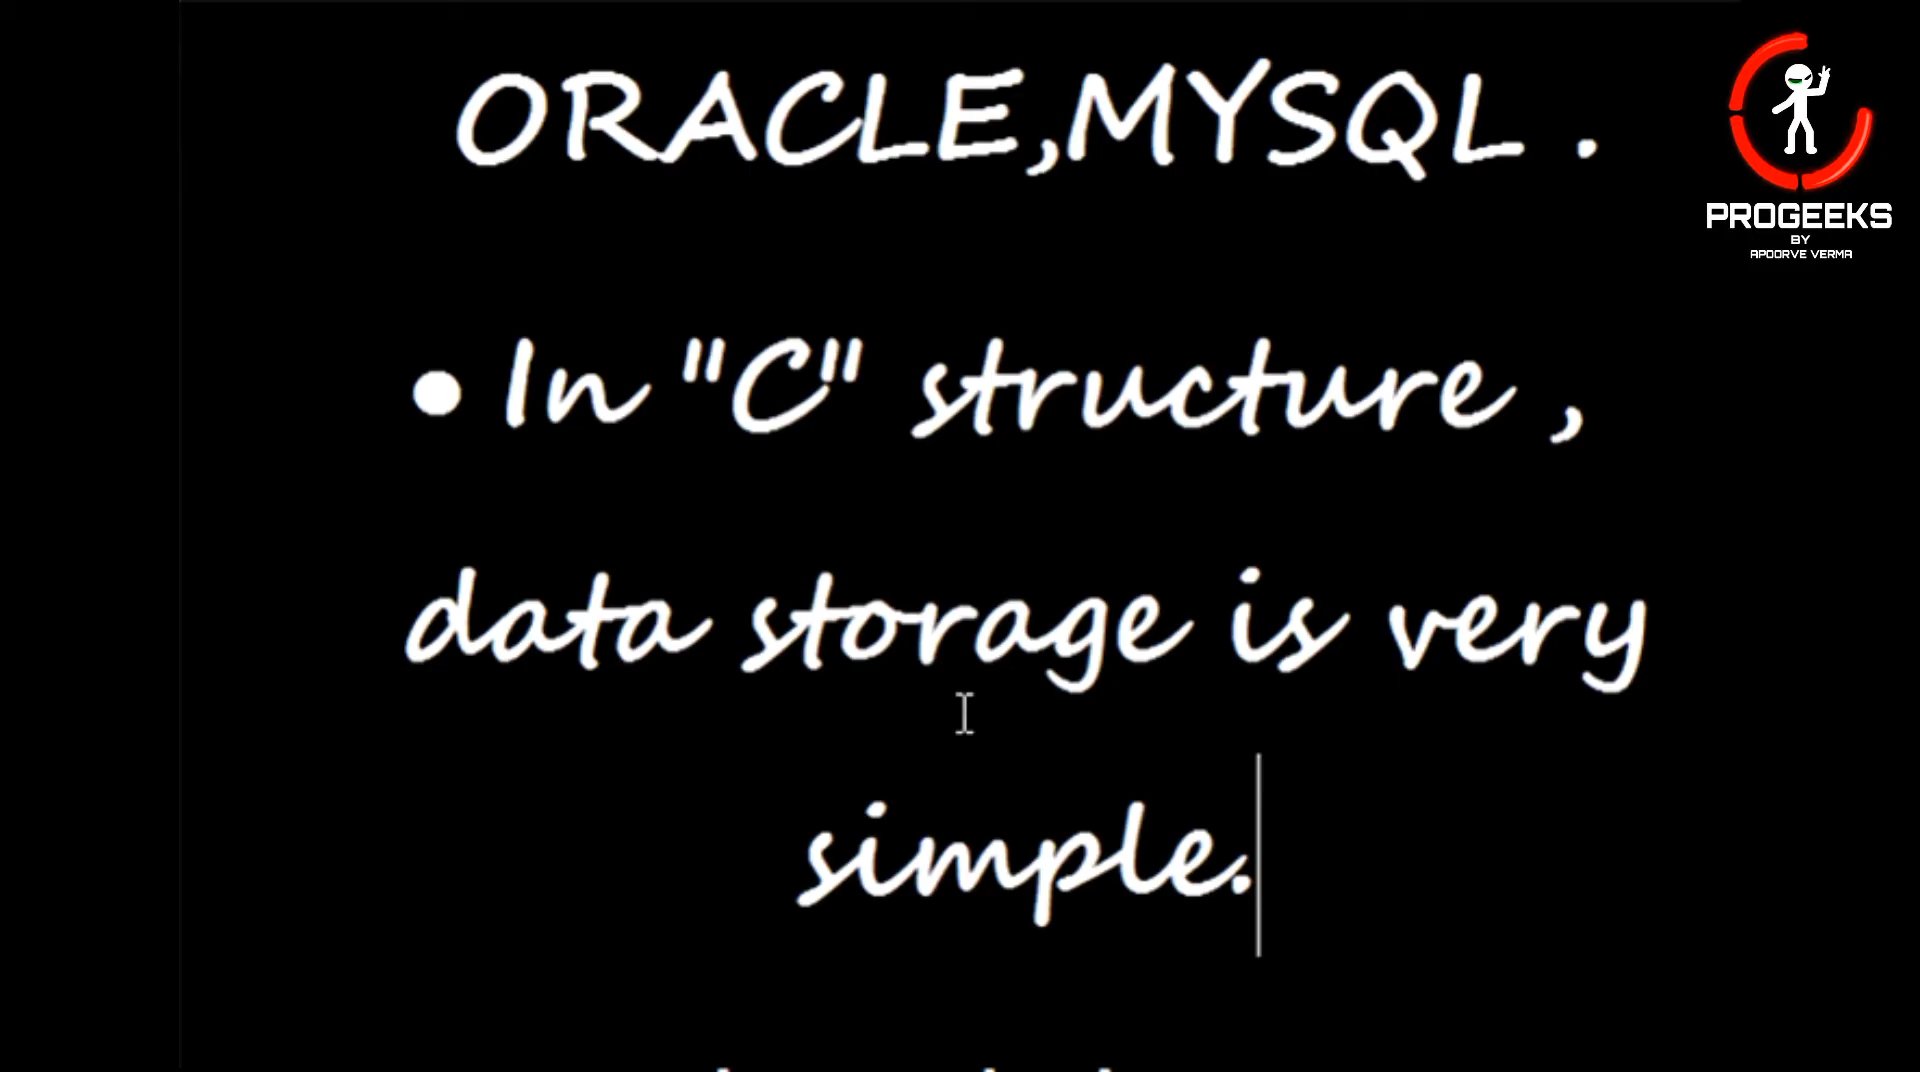 ORACLE,MYSQL .
PROGEEKS
BY
APOORVE VERMA
• In "C" structure ,
data storage is very
simple.